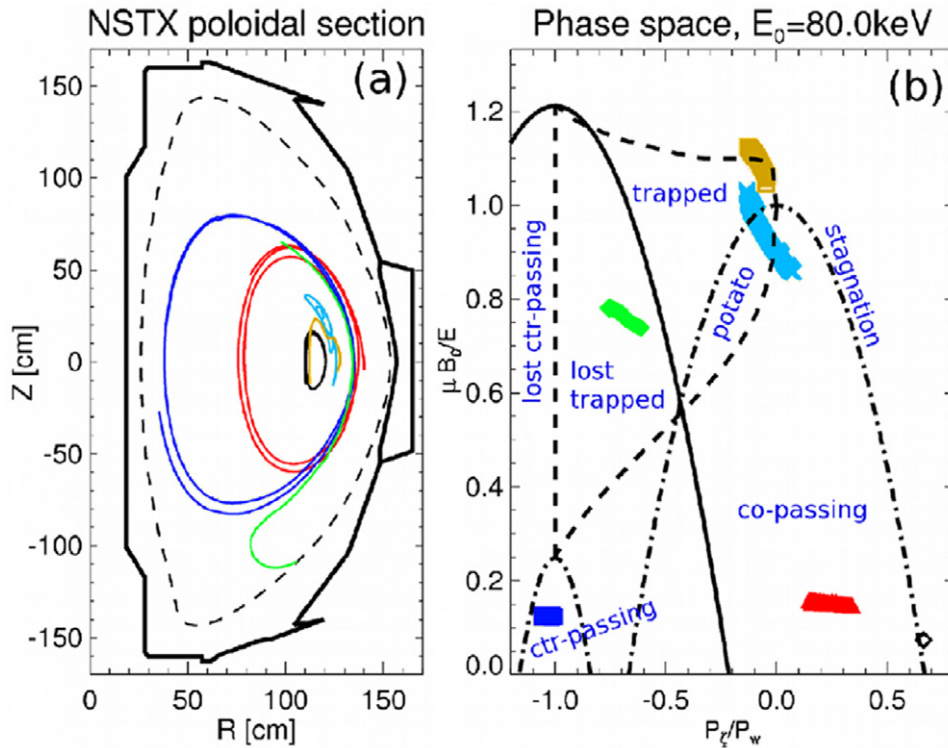 NSTX poloidal section
(a)
150
100
50
0
-50
-100
-150
Z [cm]
0 50 100 150
R [cm]
Phase space, E₀=80.0keV
(b)
1.2
1.0
0.8
0.6
0.4
0.2
0.0
μ B₀/E
trapped
lost ctr-passing
potato
stagnation
lost
trapped
co-passing
ctr-passing
-1.0 -0.5 0.0 0.5
Pζ/Pw